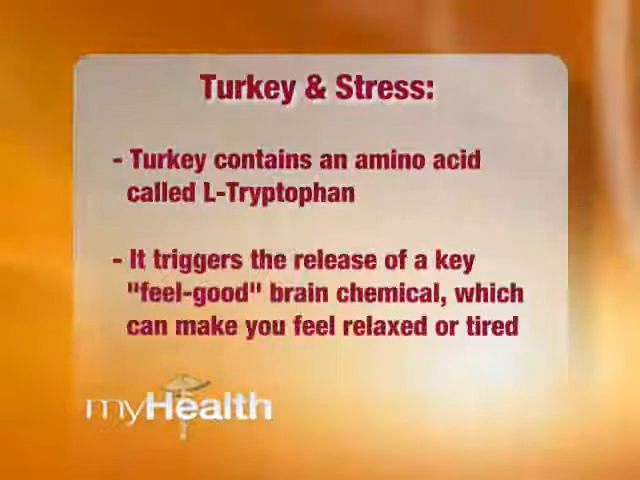 Turkey & Stress:
- Turkey contains an amino acid
called L-Tryptophan
- It triggers the release of a key
"feel-good" brain chemical, which
can make you feel relaxed or tired
myHealth